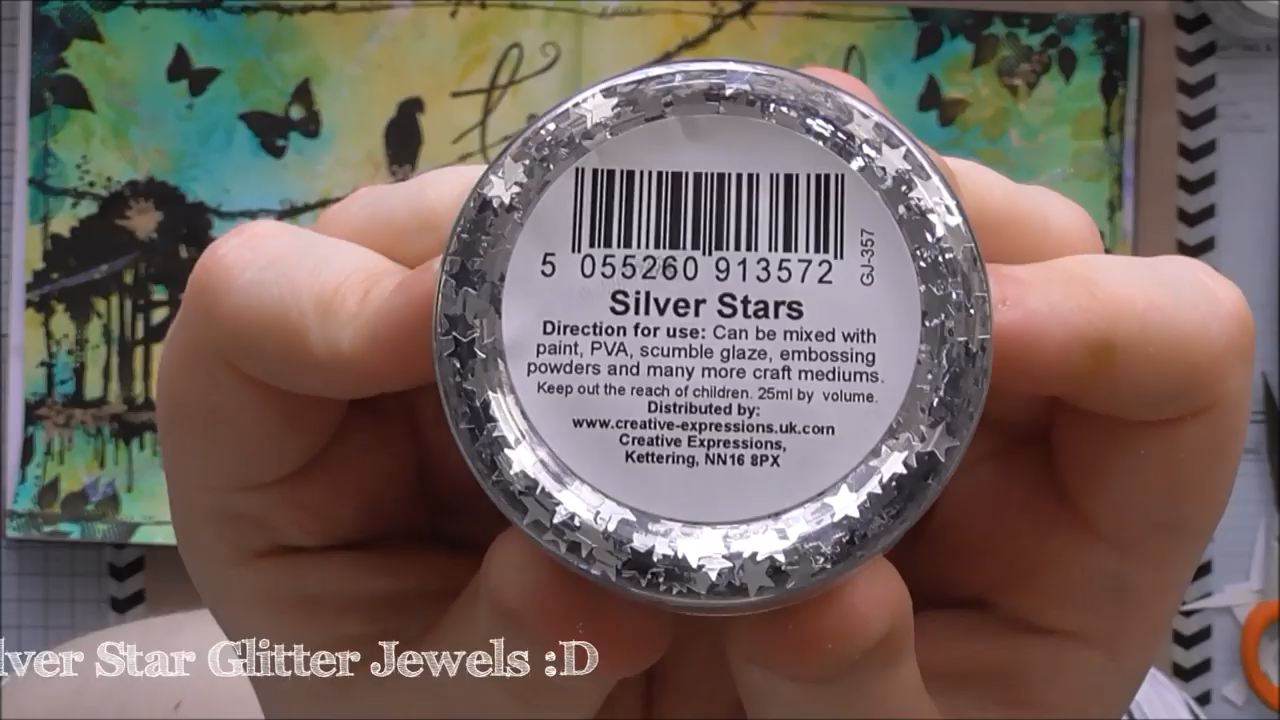 5 055260 913572
GJ-357
Silver Stars
Direction for use: Can be mixed with
paint, PVA, scumble glaze, embossing
powders and many more craft mediums.
Keep out the reach of children. 25ml by volume.
Distributed by:
www.creative-expressions.uk.com
Creative Expressions,
Kettering, NN16 8PX
lver Star Glitter Jewels :D